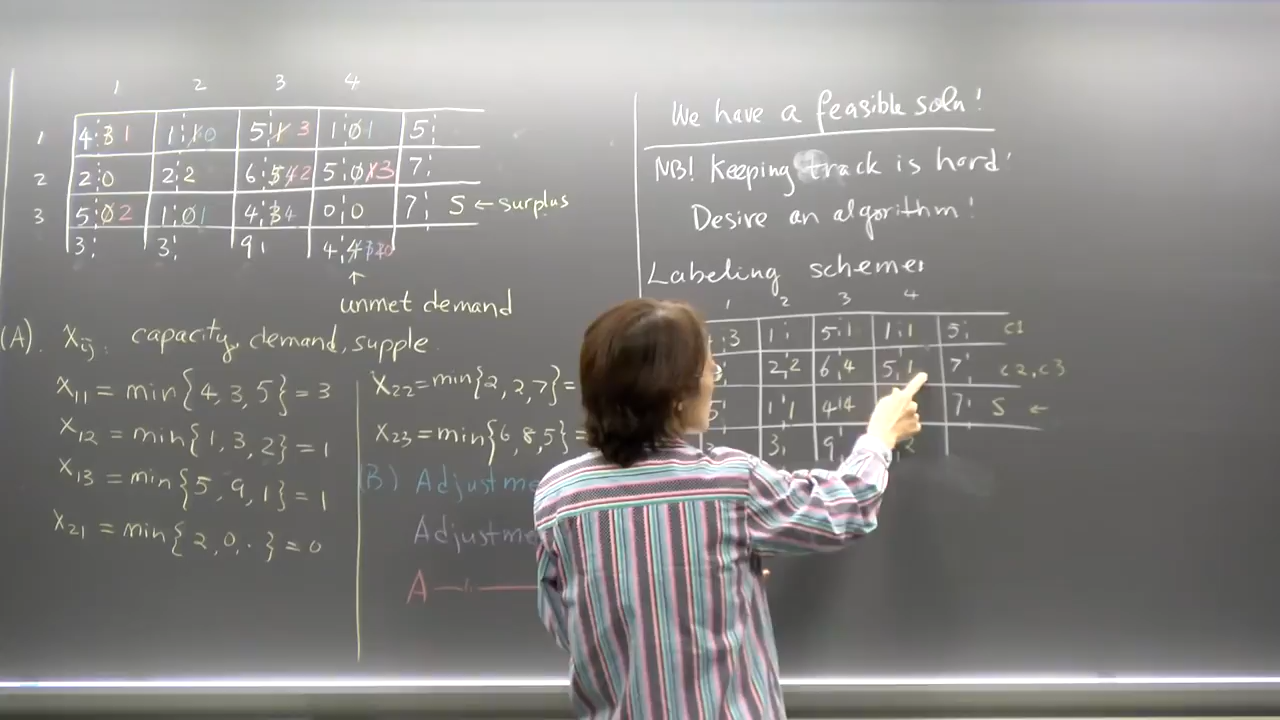 1 2 3 4
1 4 3 1 1 1 0 5 1 3 1 0 1 5
2 2 0 2 2 6 5 4 2 5 0 1 3 7
3 5 0 2 1 0 1 4 3 4 0 0 7 S ← surplus
3 3 9 4 4
↑
unmet demand
(A). Xij: capacity, demand, supple
X11 = min{4, 3, 5} = 3
X12 = min{1, 3, 2} = 1
X13 = min{5, 9, 1} = 1
X21 = min{2, 0, ·} = 0
X22 = min{2, 2, 7} =
X23 = min{6, 8, 5} =
(B) Adjustme
Adjustme
A
We have a feasible soln!
NB! Keeping track is hard
Desire an algorithm!
Labeling scheme:
1 2 3 4
3 1 5 1 1 1 5 c1
2 2 6 4 5 1 7 c2, c3
5 1 1 4 4 7 S ←
3 9 2